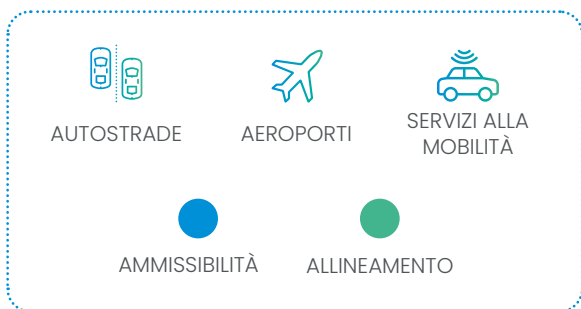 AUTOSTRADE
AEROPORTI
SERVIZI ALLA
MOBILITÀ
AMMISSIBILITÀ
ALLINEAMENTO